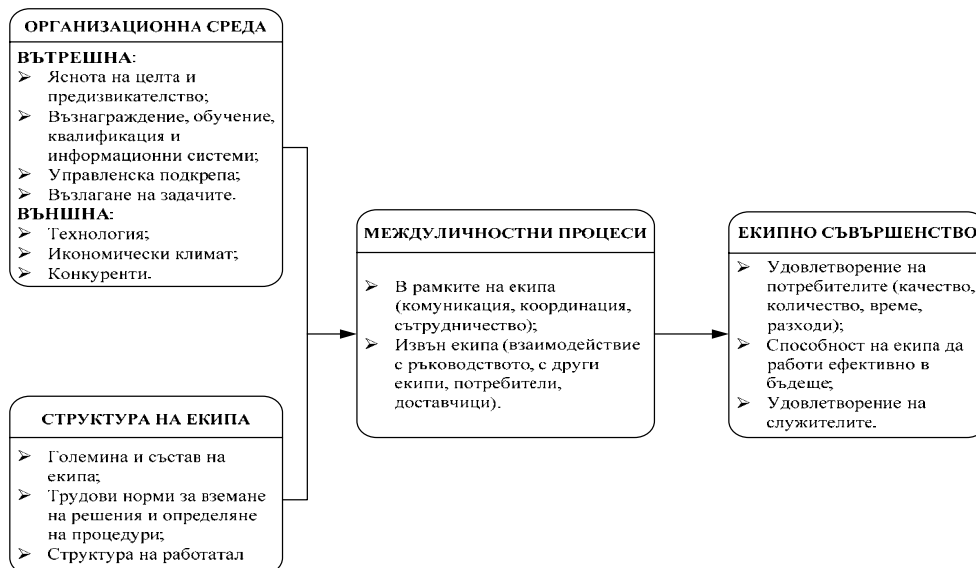 ОРГАНИЗАЦИОННА СРЕДА
ВЪТРЕШНА:
➢ Яснота на целта и
предизвикателство;
➢ Възнаграждение, обучение,
квалификация и
информационни системи;
➢ Управленска подкрепа;
➢ Възлагане на задачите.
ВЪНШНА:
➢ Технология;
➢ Икономически климат;
➢ Конкуренти.
СТРУКТУРА НА ЕКИПА
➢ Големина и състав на
екипа;
➢ Трудови норми за вземане
на решения и определяне
на процедури;
➢ Структура на работатал
МЕЖДУЛИЧНОСТНИ ПРОЦЕСИ
➢ В рамките на екипа
(комуникация, координация,
сътрудничество);
➢ Извън екипа (взаимодействие
с ръководството, с други
екипи, потребители,
доставчици).
ЕКИПНО СЪВЪРШЕНСТВО
➢ Удовлетворение на
потребителите (качество,
количество, време,
разходи);
➢ Способност на екипа да
работи ефективно в
бъдеще;
➢ Удовлетворение на
служителите.